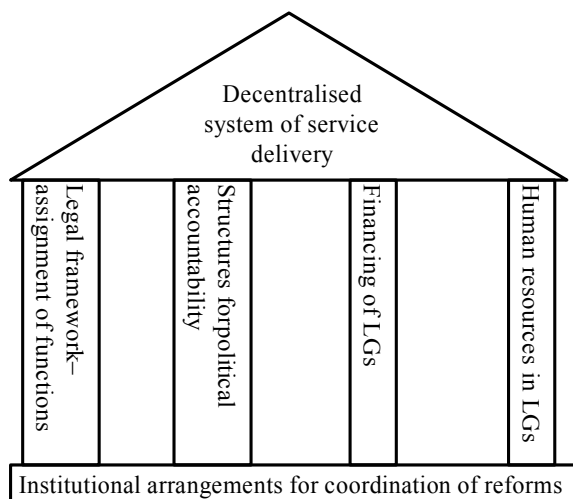 Decentralised
system of service
delivery
Legal framework–
assignment of functions
Structures forpolitical
accountability
Financing of LGs
Human resources in LGs
Institutional arrangements for coordination of reforms